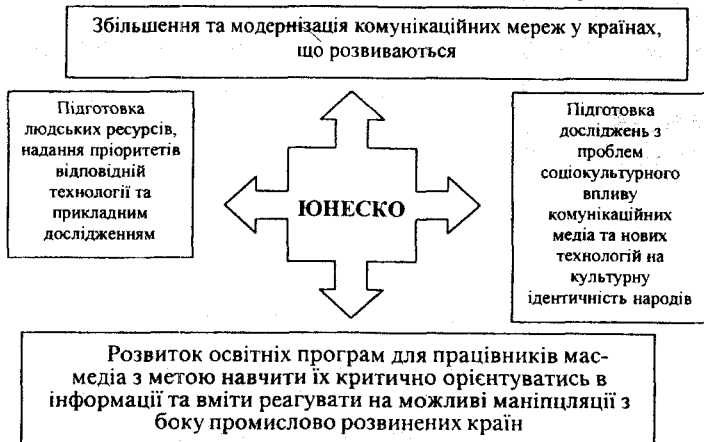 Збільшення та модернізація комунікаційних мереж у країнах,
що розвиваються
Підготовка
людських ресурсів,
надання пріоритетів
відповідній
технології та
прикладним
дослідженням
ЮНЕСКО
Підготовка
досліджень з
проблем
соціокультурного
впливу
комунікаційних
медіа та нових
технологій на
культурну
ідентичність народів
Розвиток освітніх програм для працівників мас-
медіа з метою навчити їх критично орієнтуватись в
інформації та вміти реагувати на можливі маніпцляції з
боку промислово розвинених країн